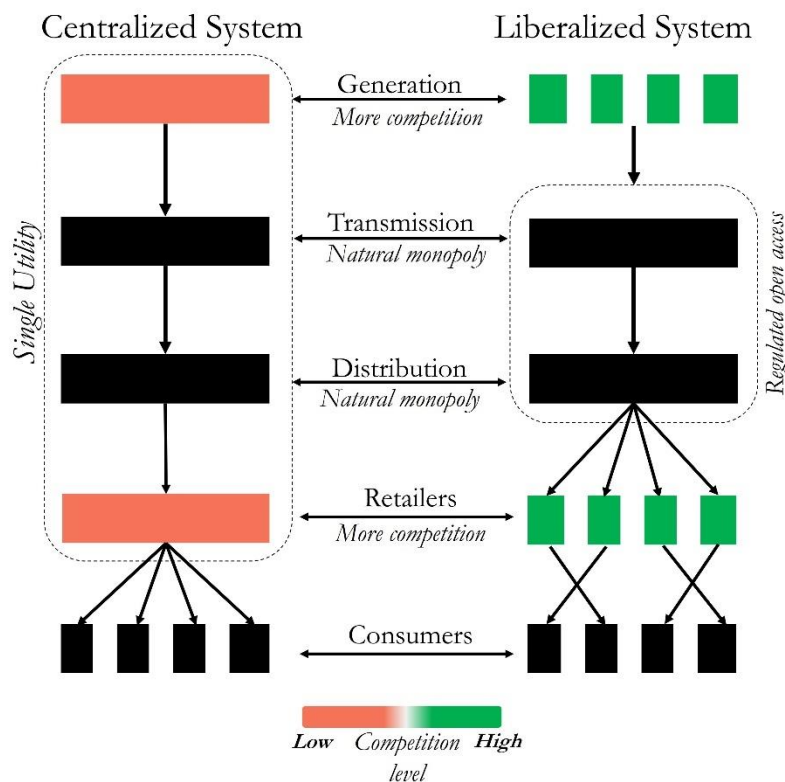 Centralized System
Liberalized System
Generation
More competition
Transmission
Natural monopoly
Single Utility
Regulated open access
Distribution
Natural monopoly
Retailers
More competition
Consumers
Low
Competition
level
High